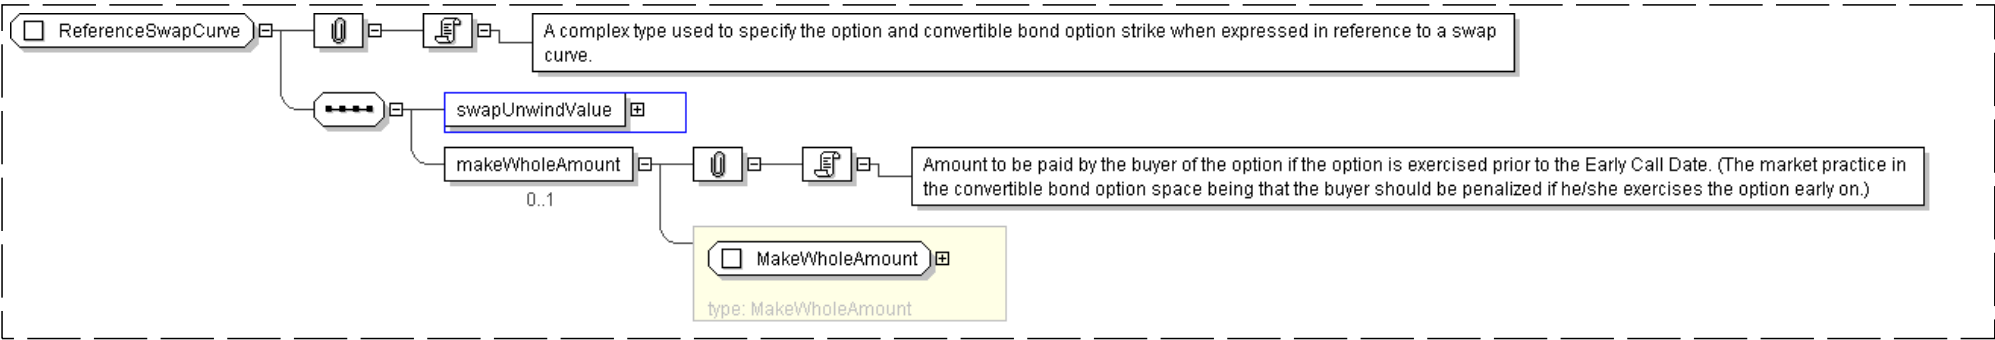 ReferenceSwapCurve
A complex type used to specify the option and convertible bond option strike when expressed in reference to a swap
curve.
swapUnwindValue
makeWholeAmount
0..1
Amount to be paid by the buyer of the option if the option is exercised prior to the Early Call Date. (The market practice in
the convertible bond option space being that the buyer should be penalized if he/she exercises the option early on.)
MakeWholeAmount
type: MakeWholeAmount